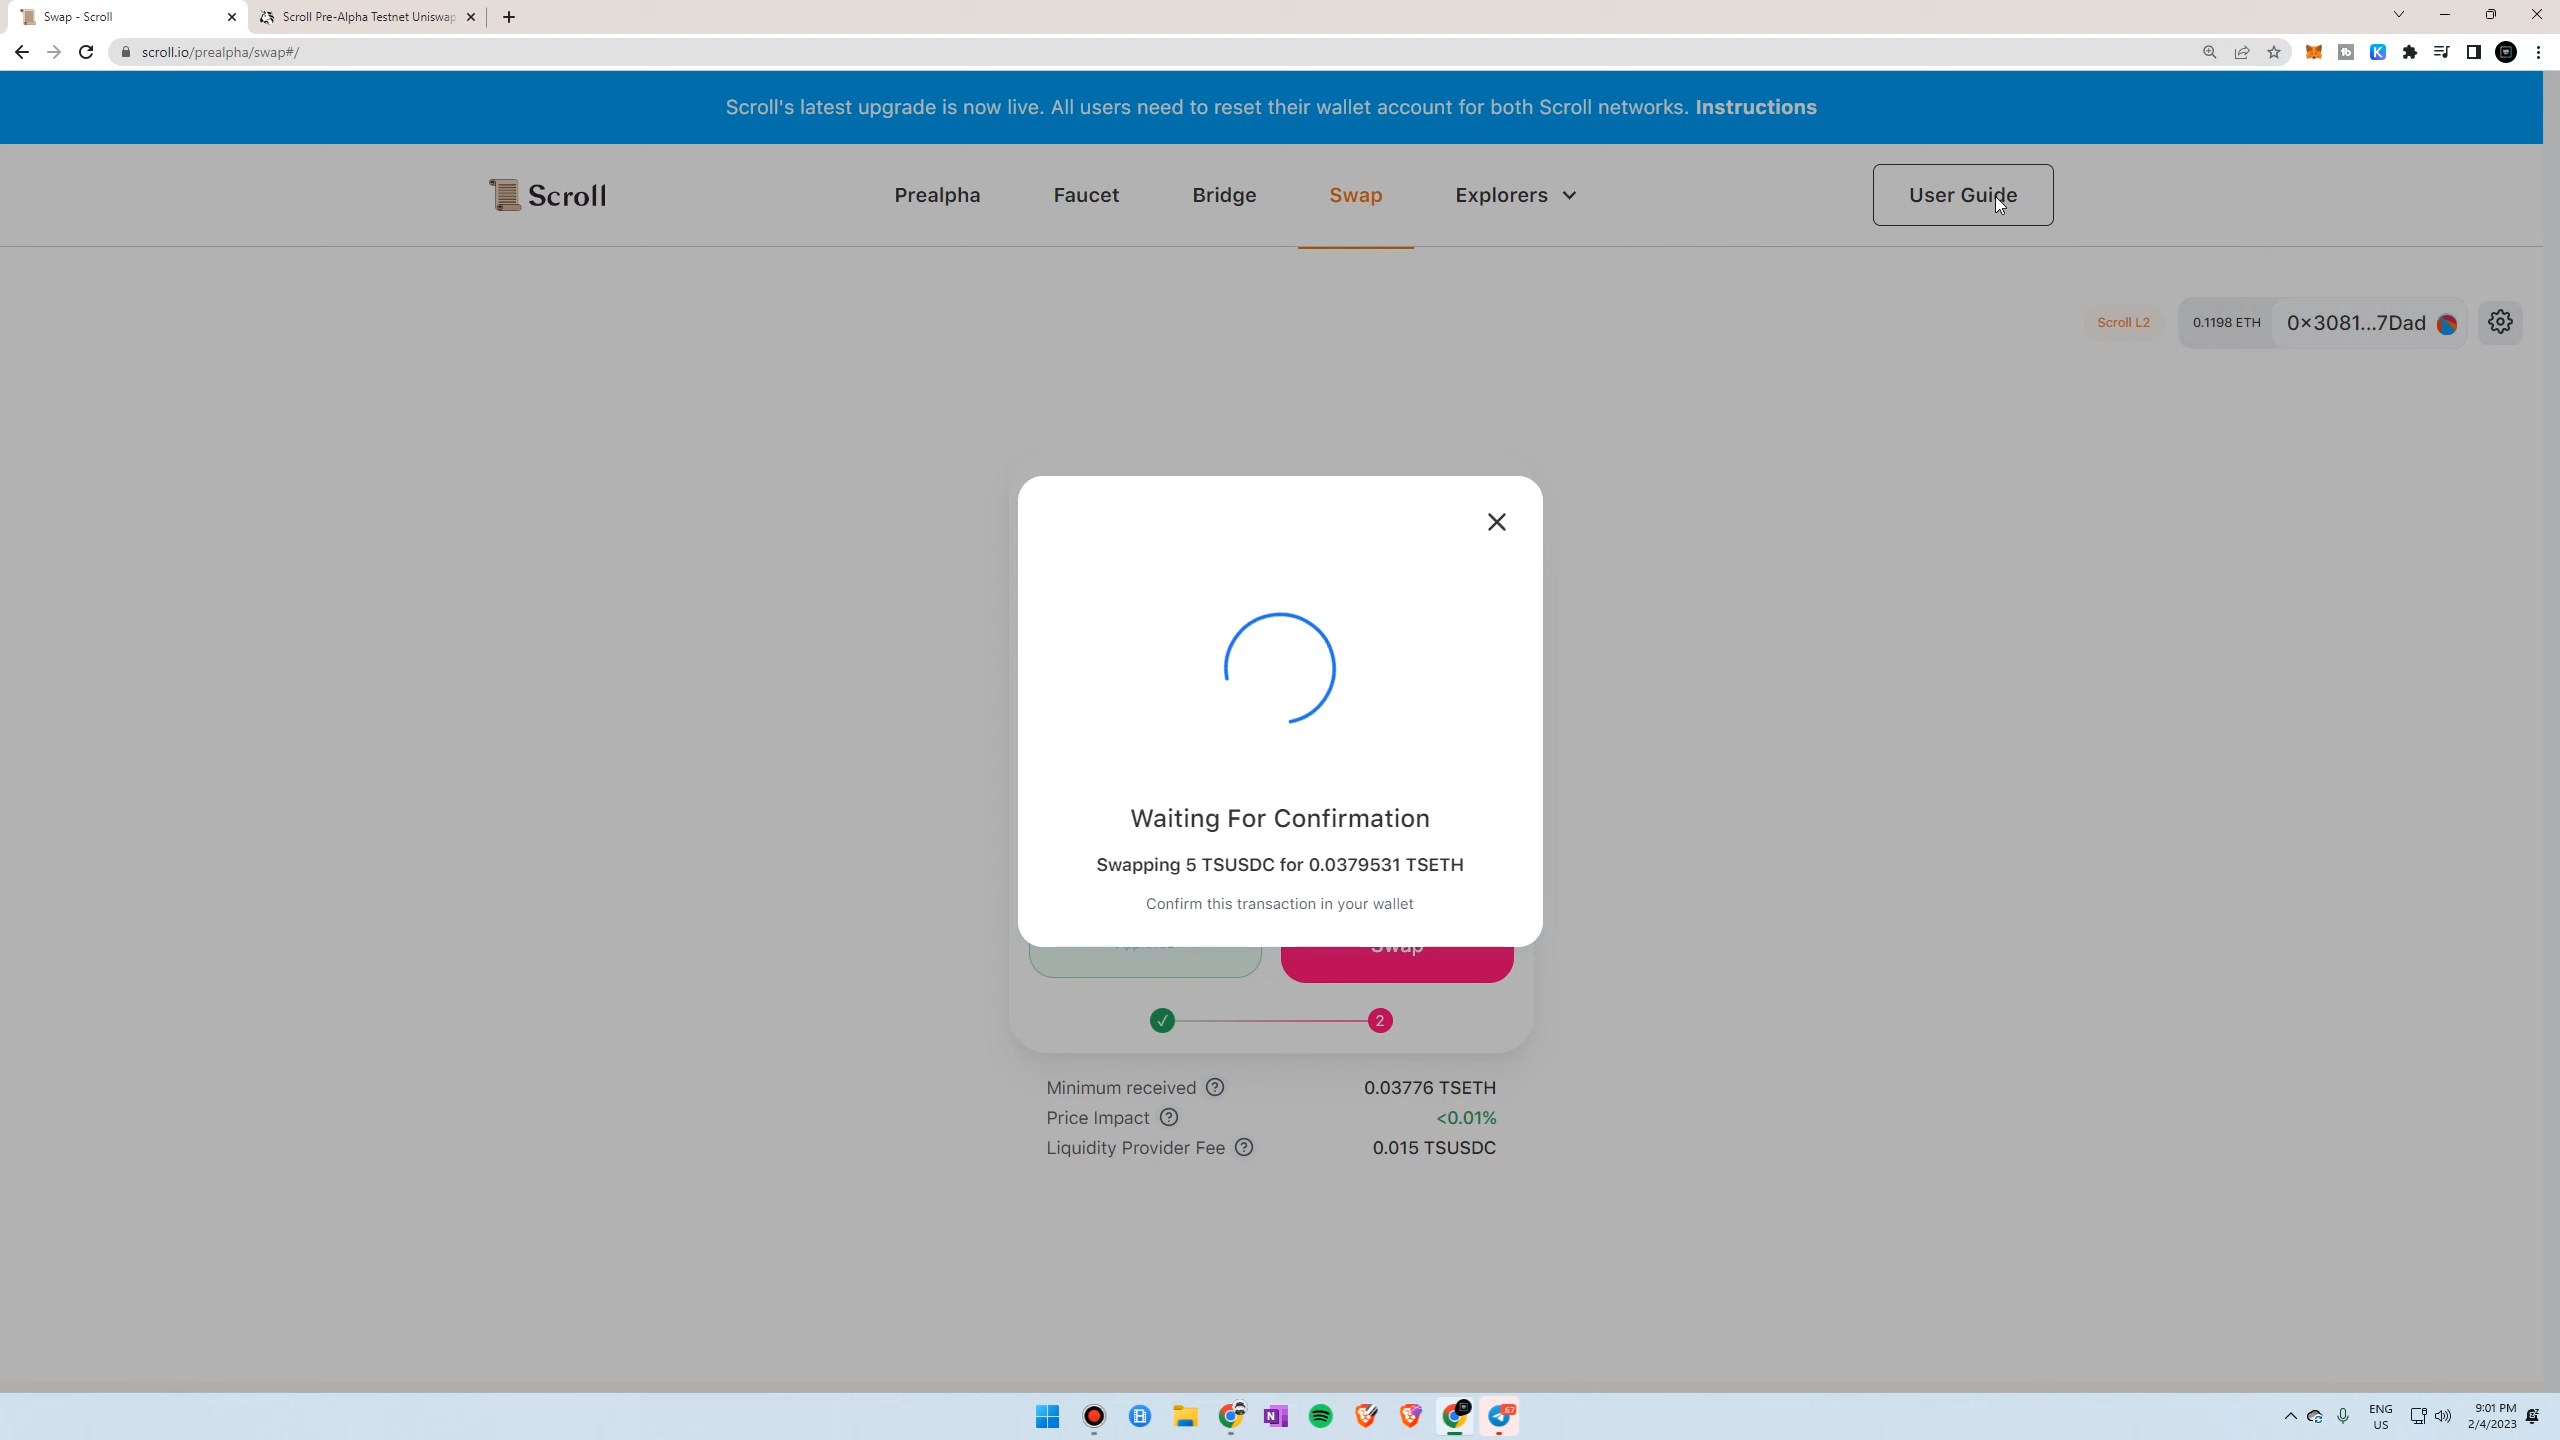 Swap - Scroll
Scroll Pre-Alpha Testnet Uniswap
scroll.io/prealpha/swap#/
Scroll's latest upgrade is now live. All users need to reset their wallet account for both Scroll networks. Instructions
Scroll
Prealpha
Faucet
Bridge
Swap
Explorers
User Guide
Scroll L2
0.1198 ETH
0×3081...7Dad
Waiting For Confirmation
Swapping 5 TSUSDC for 0.0379531 TSETH
Confirm this transaction in your wallet
Swap
2
Minimum received
0.03776 TSETH
Price Impact
<0.01%
Liquidity Provider Fee
0.015 TSUSDC
67
ENG
US
9:01 PM
2/4/2023